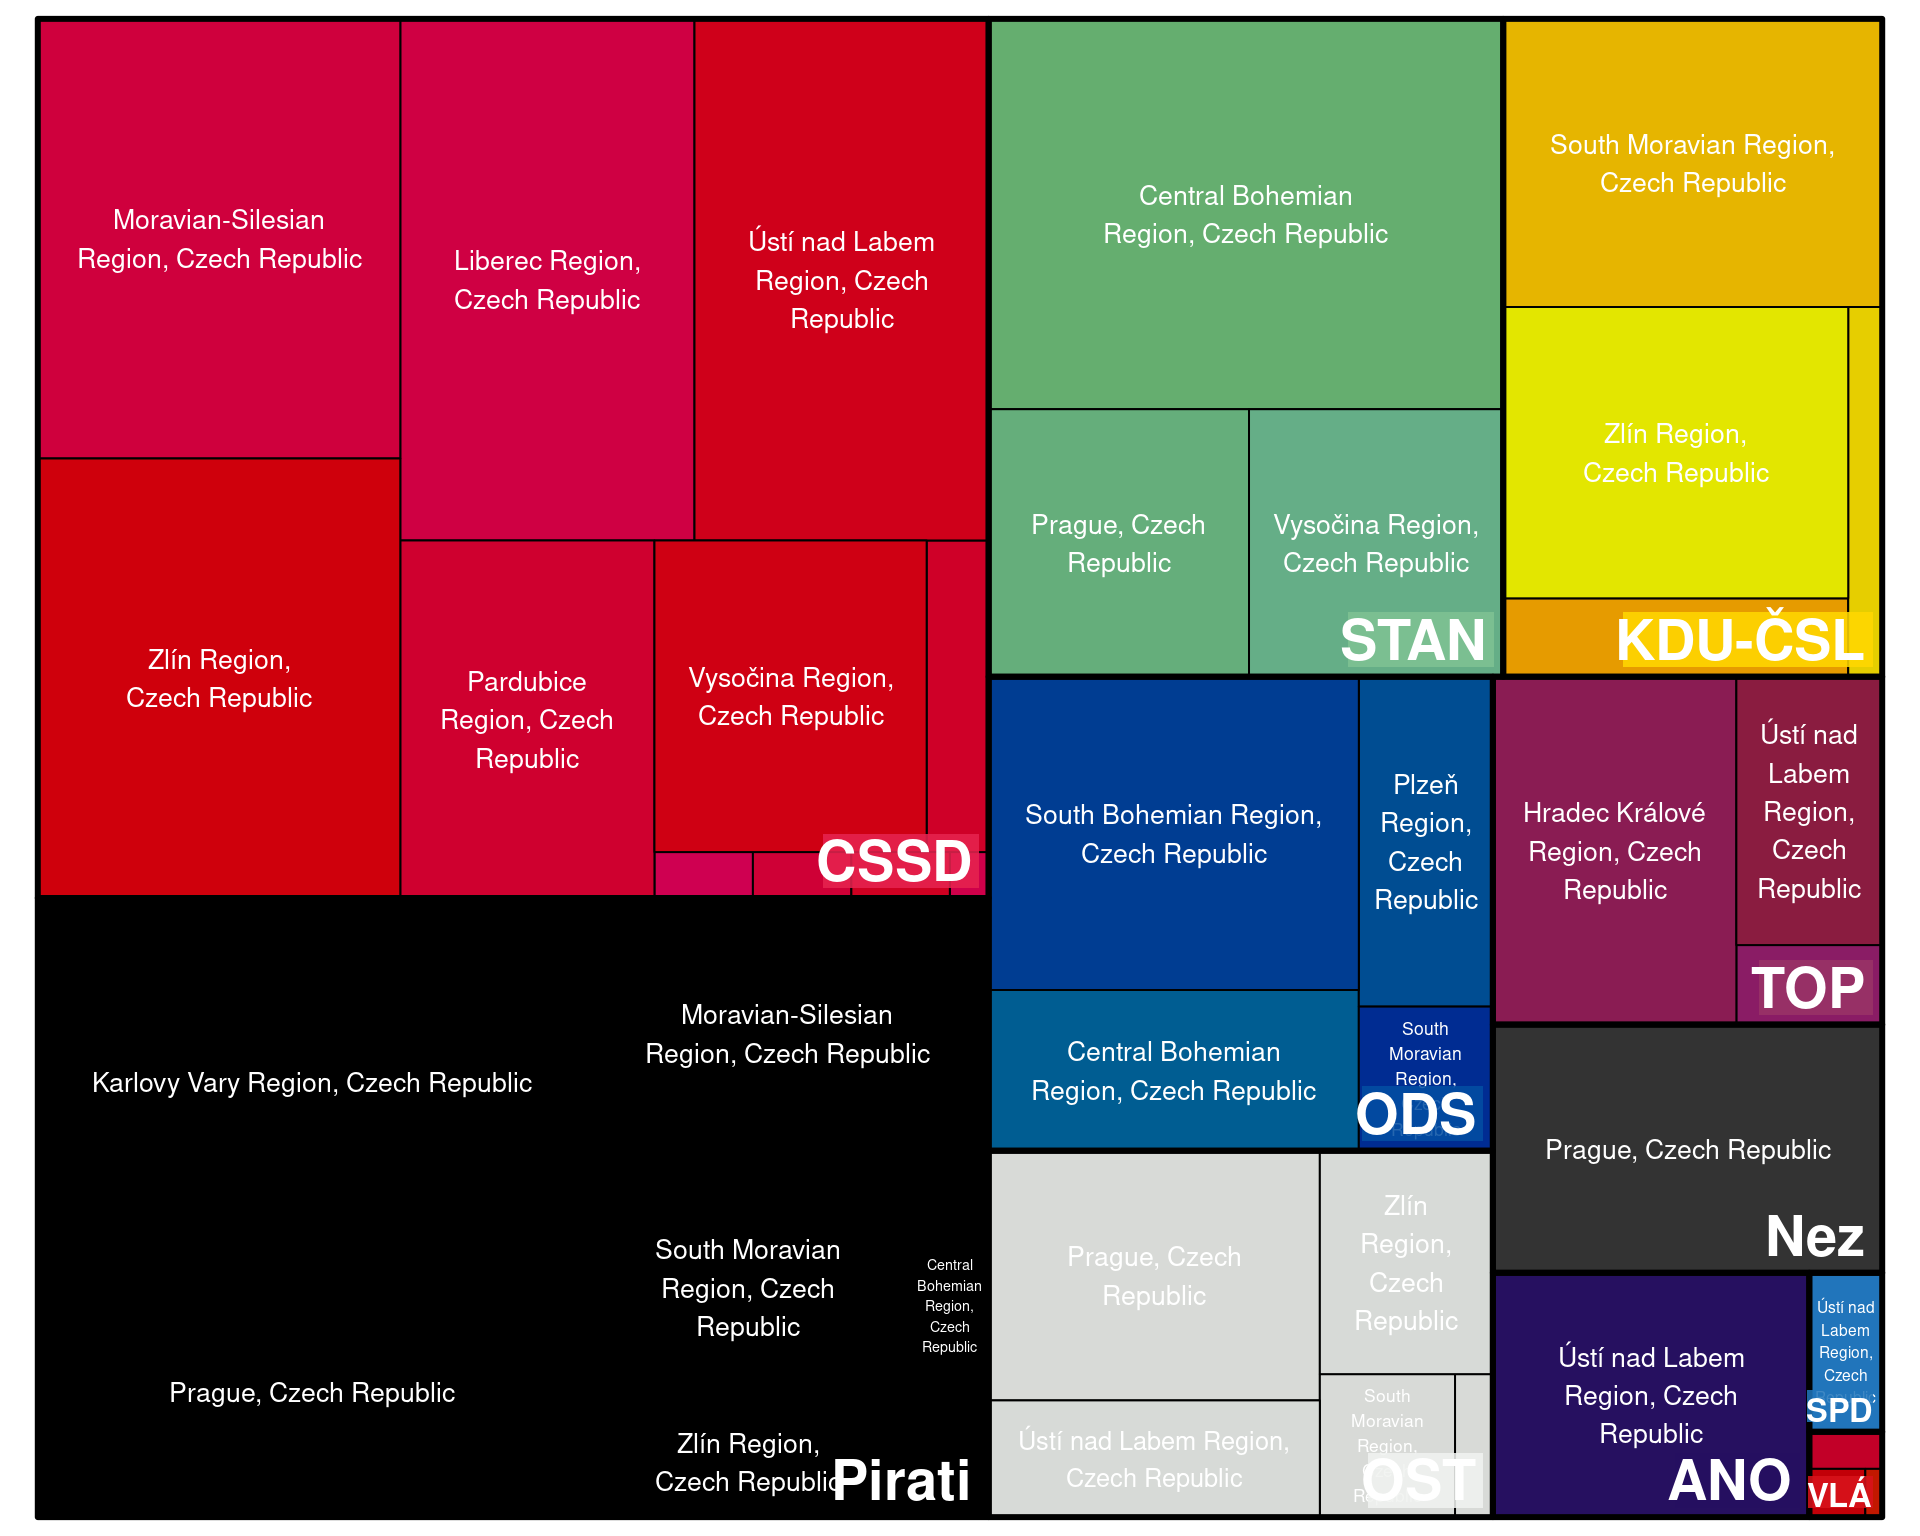 Moravian-Silesian
Region, Czech Republic
Liberec Region,
Czech Republic
Ústí nad Labem
Region, Czech
Republic
Zlín Region,
Czech Republic
Pardubice
Region, Czech
Republic
Vysočina Region,
Czech Republic
CSSD
Central Bohemian
Region, Czech Republic
Prague, Czech
Republic
Vysočina Region,
Czech Republic
STAN
South Moravian Region,
Czech Republic
Zlín Region,
Czech Republic
KDU-ČSL
Karlovy Vary Region, Czech Republic
Moravian-Silesian
Region, Czech Republic
Prague, Czech Republic
South Moravian
Region, Czech
Republic
Central
Bohemian
Region,
Czech
Republic
Zlín Region,
Czech Republic
Pirati
South Bohemian Region,
Czech Republic
Plzeň
Region,
Czech
Republic
Central Bohemian
Region, Czech Republic
South
Moravian
Region,
ODS
Hradec Králové
Region, Czech
Republic
Ústí nad
Labem
Region,
Czech
Republic
TOP
Prague, Czech Republic
Nez
Prague, Czech
Republic
Zlín
Region,
Czech
Republic
Ústí nad Labem Region,
Czech Republic
South
Moravian
Region,
OST
Ústí nad Labem
Region, Czech
Republic
ANO
Ústí nad
Labem
Region,
Czech
SPD
VLÁ